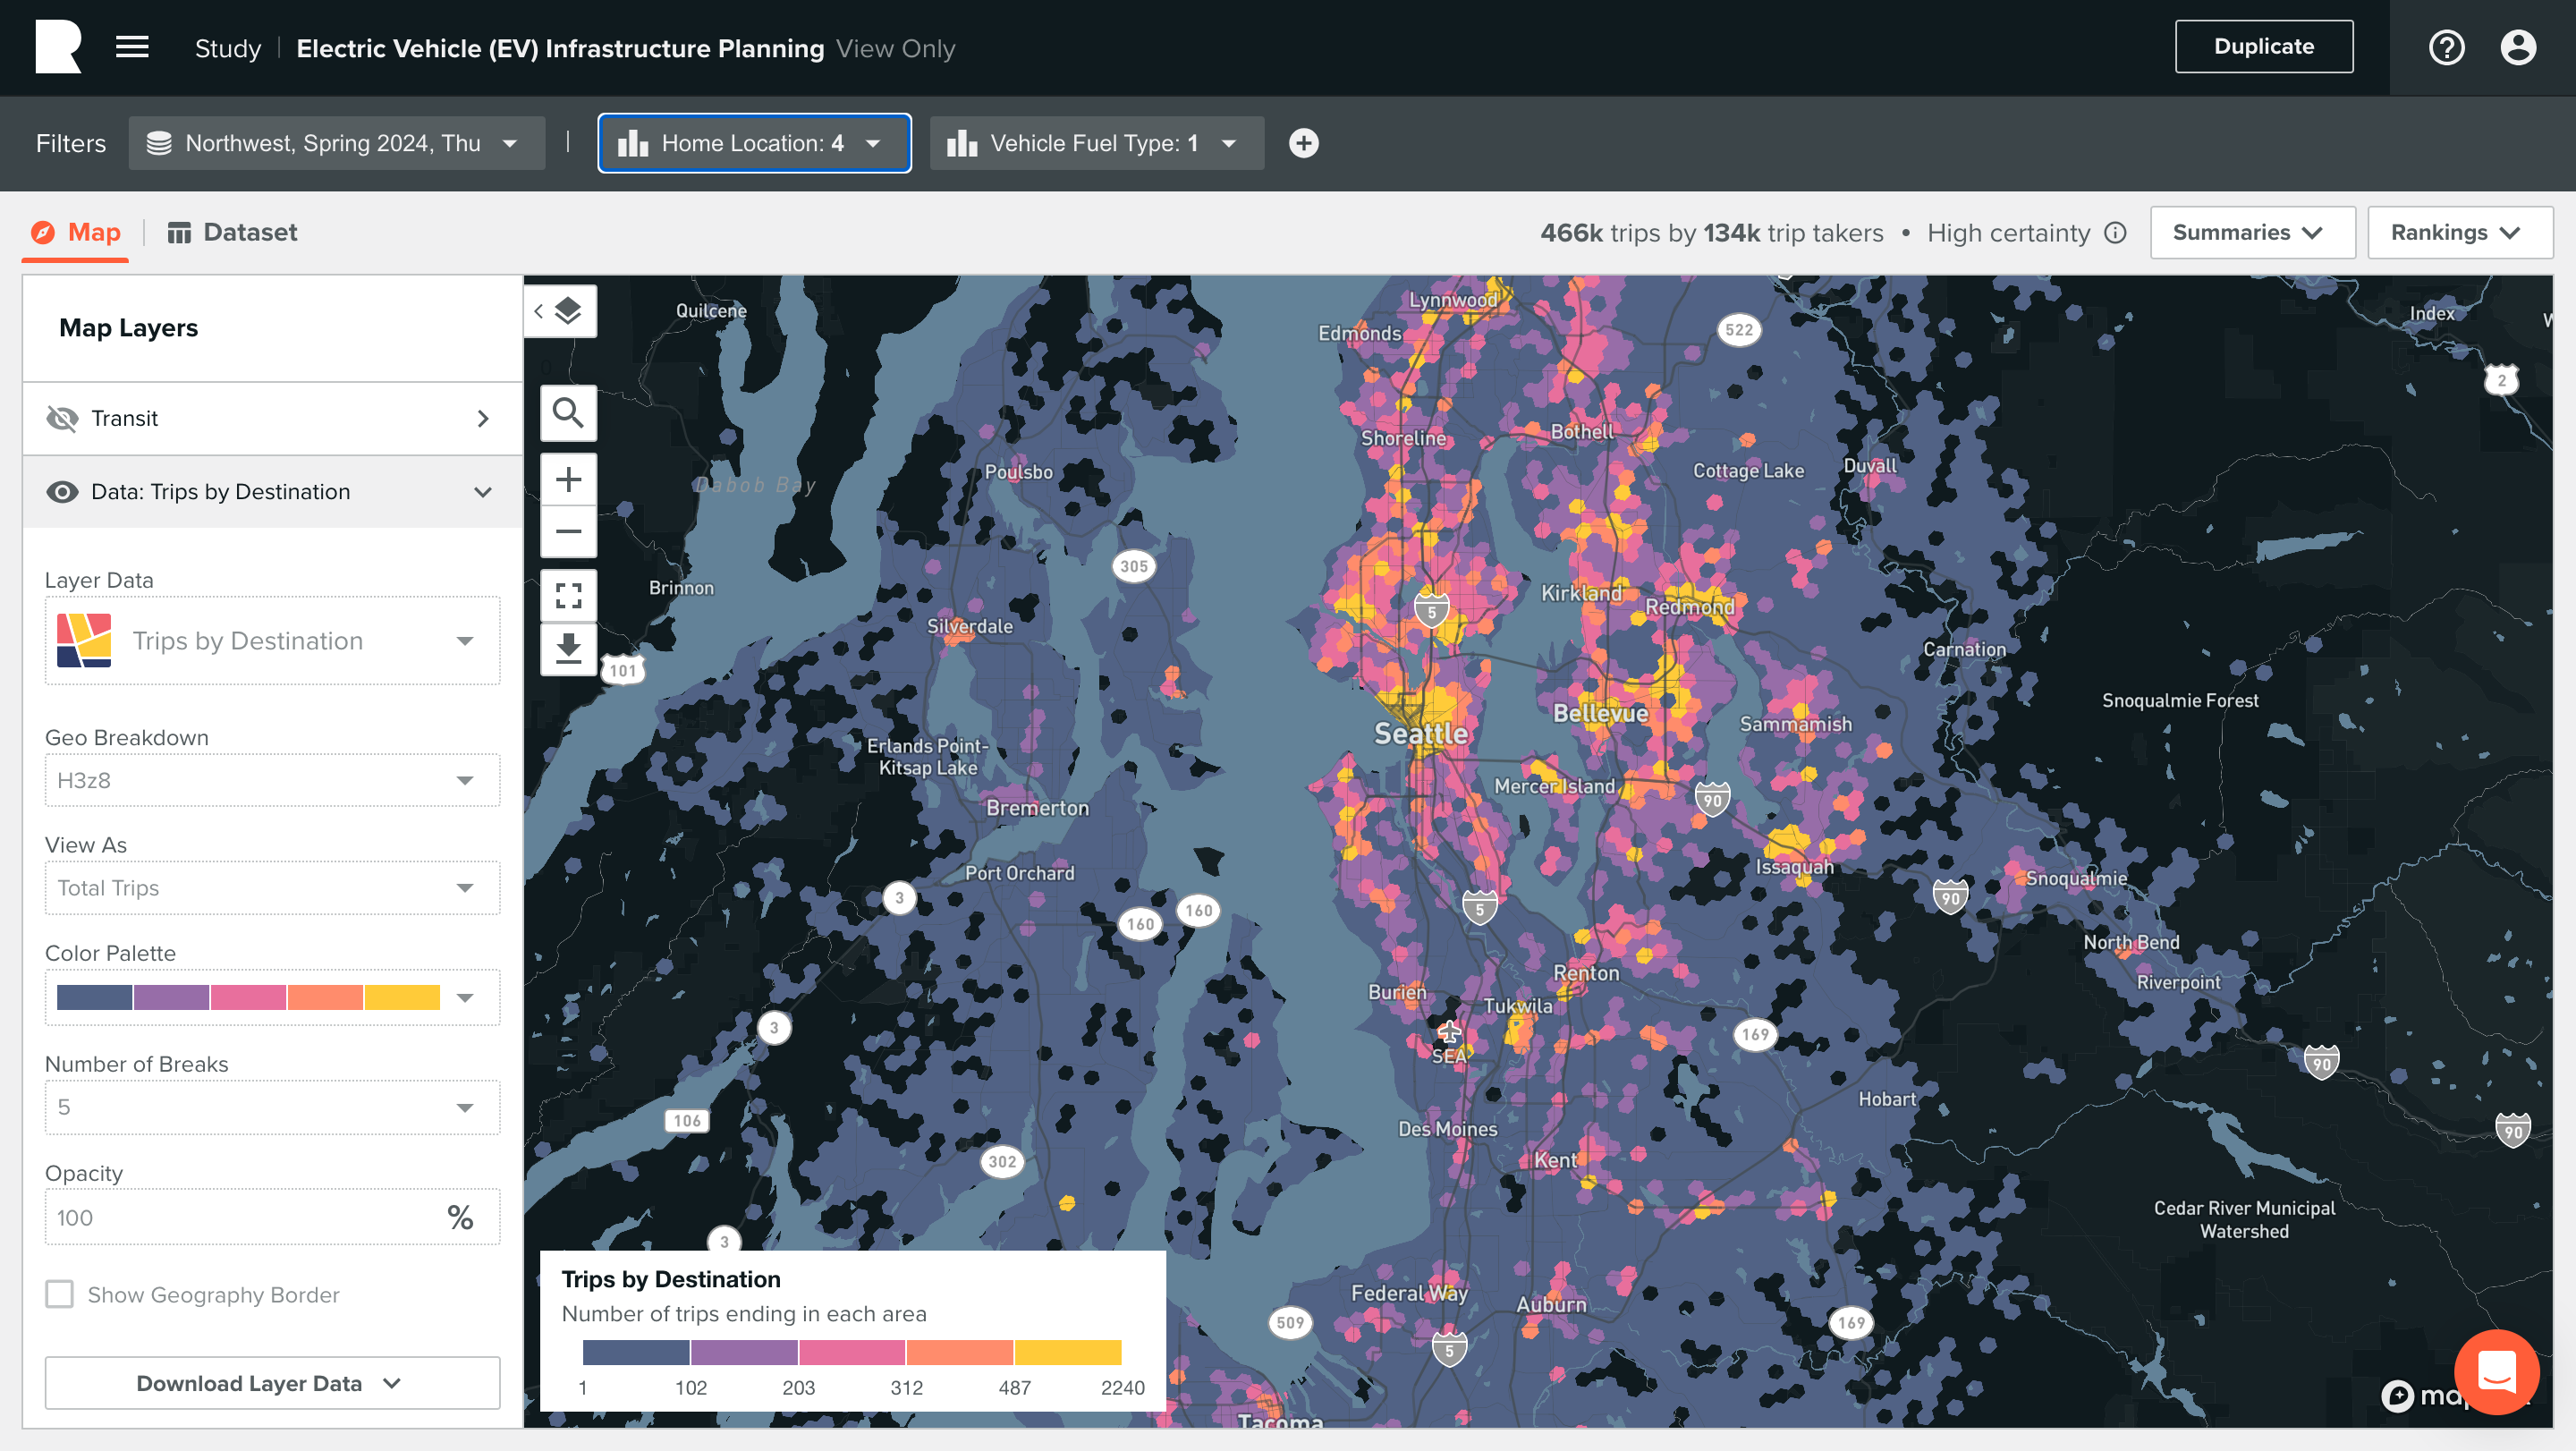 Study
Electric Vehicle (EV) Infrastructure Planning View Only
Duplicate
Filters
Northwest, Spring 2024, Thu
Home Location: 4
Vehicle Fuel Type: 1
Map
Dataset
466k trips by 134k trip takers • High certainty
Summaries
Rankings
Map Layers
Transit
Data: Trips by Destination
Layer Data
Trips by Destination
Geo Breakdown
H3z8
View As
Total Trips
Color Palette
Number of Breaks
5
Opacity
100
%
Show Geography Border
Download Layer Data
Quilcene
Lynnwood
Edmonds
522
Index
2
Shoreline
Bothell
Poulsbo
Cottage Lake
Duvall
Dabob Bay
305
Brinnon
Kirkland
Redmond
5
Silverdale
Carnation
101
Snoqualmie Forest
Bellevue
Seattle
Sammamish
Erlands Point-
Kitsap Lake
Mercer Island
90
Bremerton
Issaquah
Port Orchard
Snoqualmie
3
90
5
160
160
North Bend
Renton
Riverpoint
Burien
Tukwila
3
169
SEA
90
Hobart
106
Des Moines
90
Kent
302
Cedar River Municipal
Watershed
3
Federal Way
Auburn
509
169
5
Tacoma
Trips by Destination
Number of trips ending in each area
1
102
203
312
487
2240